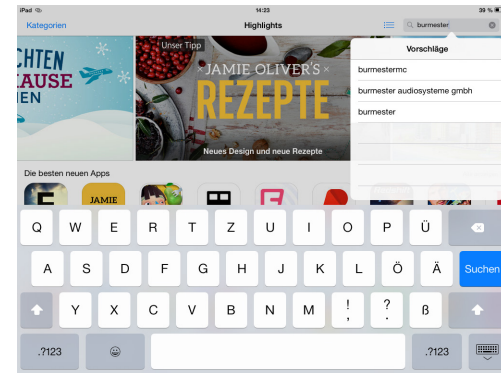 iPad
14:23
39 %
Kategorien
Highlights
burmester
Vorschläge
burmestermc
burmester audiosysteme gmbh
burmester
CHTEN
AUSE
EN
Unser Tipp
JAMIE OLIVER'S
REZEPTE
Neues Design und neue Rezepte
Die besten neuen Apps
JAMIE
Q W E R T Z U I O P Ü
A S D F G H J K L Ö Ä Suchen
Y X C V B N M ! , ? . ß
.?123 .?123